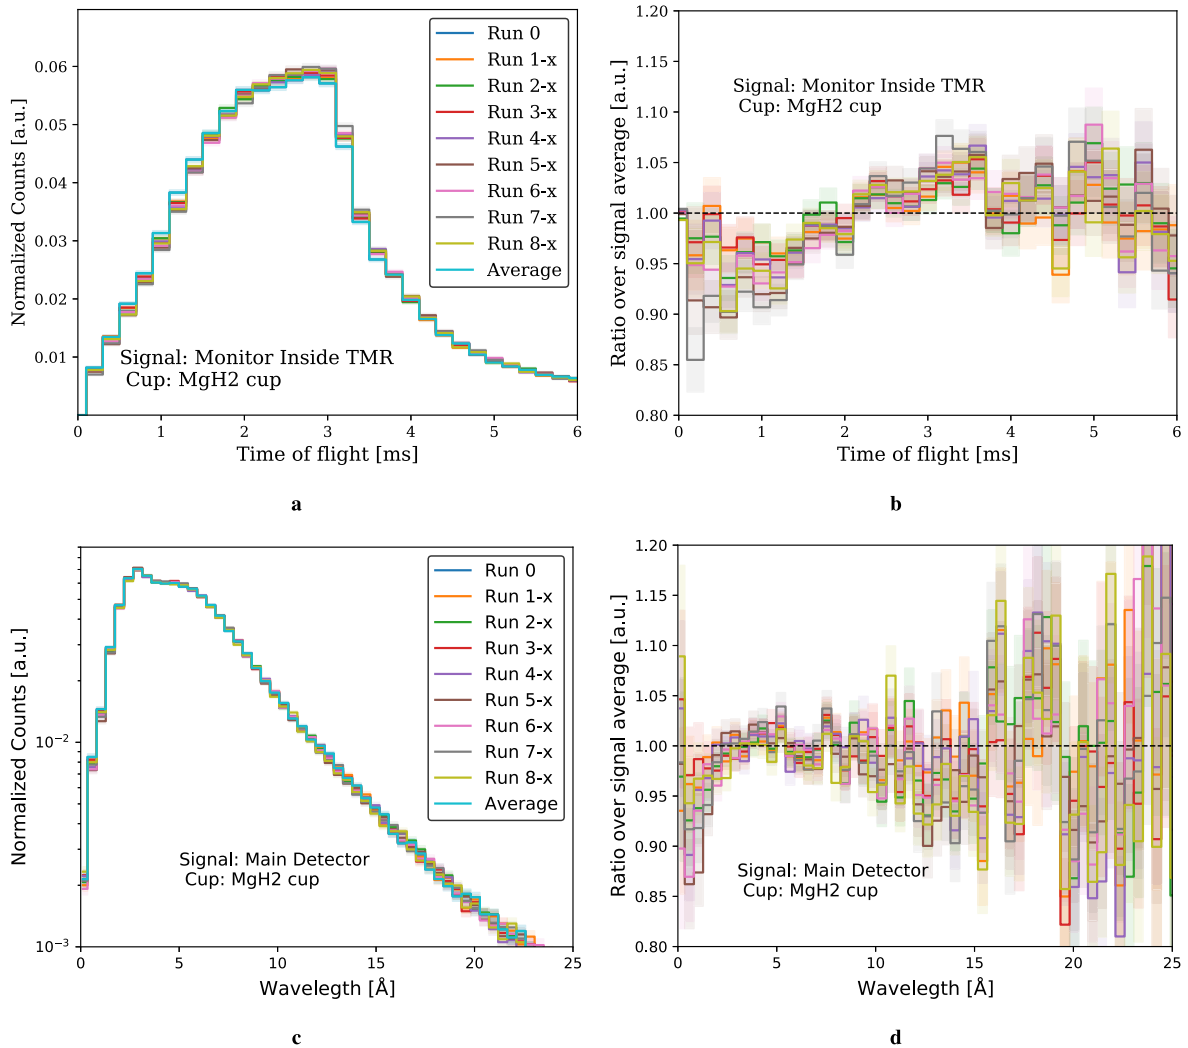 Normalized Counts [a.u.]
0.06
0.05
0.04
0.03
0.02
0.01
Run 0
Run 1-x
Run 2-x
Run 3-x
Run 4-x
Run 5-x
Run 6-x
Run 7-x
Run 8-x
Average
Signal: Monitor Inside TMR
Cup: MgH2 cup
0 1 2 3 4 5 6
Time of flight [ms]
a
Ratio over signal average [a.u.]
1.20
1.15
1.10
1.05
1.00
0.95
0.90
0.85
0.80
Signal: Monitor Inside TMR
Cup: MgH2 cup
0 1 2 3 4 5 6
Time of flight [ms]
b
Normalized Counts [a.u.]
10⁻²
10⁻³
Run 0
Run 1-x
Run 2-x
Run 3-x
Run 4-x
Run 5-x
Run 6-x
Run 7-x
Run 8-x
Average
Signal: Main Detector
Cup: MgH2 cup
0 5 10 15 20 25
Wavelegth [Å]
c
Ratio over signal average [a.u.]
1.20
1.15
1.10
1.05
1.00
0.95
0.90
0.85
0.80
Signal: Main Detector
Cup: MgH2 cup
0 5 10 15 20 25
Wavelegth [Å]
d